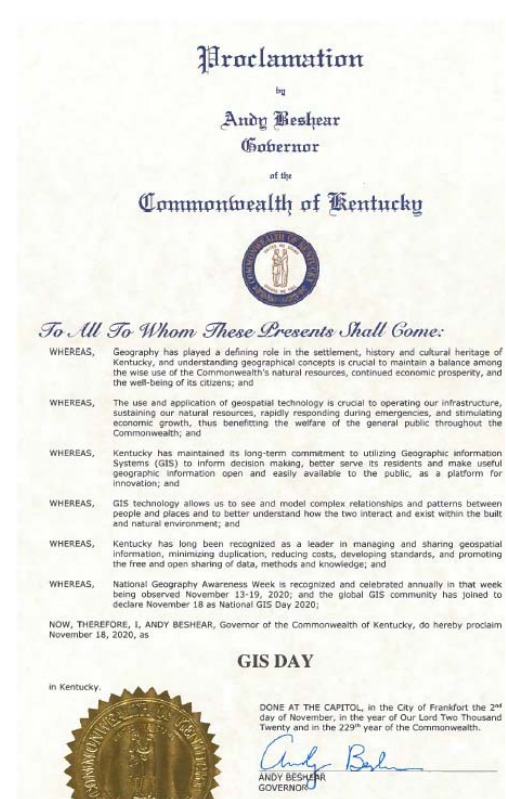 Proclamation
by
Andy Beshear
Governor
of the
Commonwealth of Kentucky
To All To Whom These Presents Shall Come:
WHEREAS, Geography has played a defining role in the settlement, history and cultural heritage of
Kentucky, and understanding geographical concepts is crucial to maintain a balance among
the wise use of the Commonwealth's natural resources, continued economic prosperity, and
the well-being of its citizens; and
WHEREAS, The use and application of geospatial technology is crucial to operating our infrastructure,
sustaining our natural resources, rapidly responding during emergencies, and stimulating
economic growth, thus benefitting the welfare of the general public throughout the
Commonwealth; and
WHEREAS, Kentucky has maintained its long-term commitment to utilizing Geographic information
Systems (GIS) to inform decision making, better serve its residents and make useful
geographic information open and easily available to the public, as a platform for
innovation; and
WHEREAS, GIS technology allows us to see and model complex relationships and patterns between
people and places and to better understand how the two interact and exist within the built
and natural environment; and
WHEREAS, Kentucky has long been recognized as a leader in managing and sharing geospatial
information, minimizing duplication, reducing costs, developing standards, and promoting
the free and open sharing of data, methods and knowledge; and
WHEREAS, National Geography Awareness Week is recognized and celebrated annually in that week
being observed November 13-19, 2020; and the global GIS community has joined to
declare November 18 as National GIS Day 2020;
NOW, THEREFORE, I, ANDY BESHEAR, Governor of the Commonwealth of Kentucky, do hereby proclaim
November 18, 2020, as
GIS DAY
in Kentucky.
DONE AT THE CAPITOL, in the City of Frankfort the 2nd
day of November, in the year of Our Lord Two Thousand
Twenty and in the 229th year of the Commonwealth.
ANDY BESHEAR
GOVERNOR